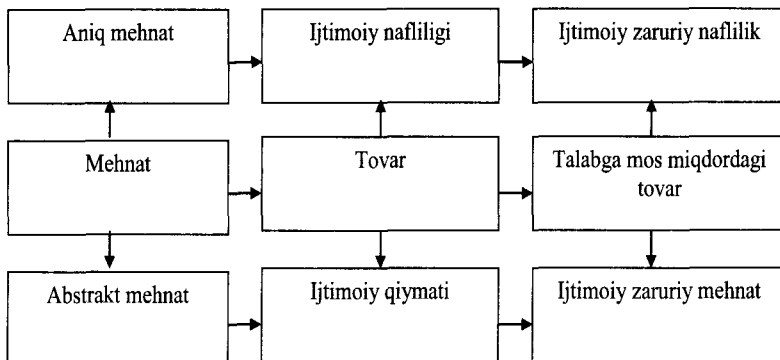 Aniq mehnat
Ijtimoiy nafliligi
Ijtimoiy zaruriy naflilik
Mehnat
Tovar
Talabga mos miqdordagi
tovar
Abstrakt mehnat
Ijtimoiy qiymati
Ijtimoiy zaruriy mehnat